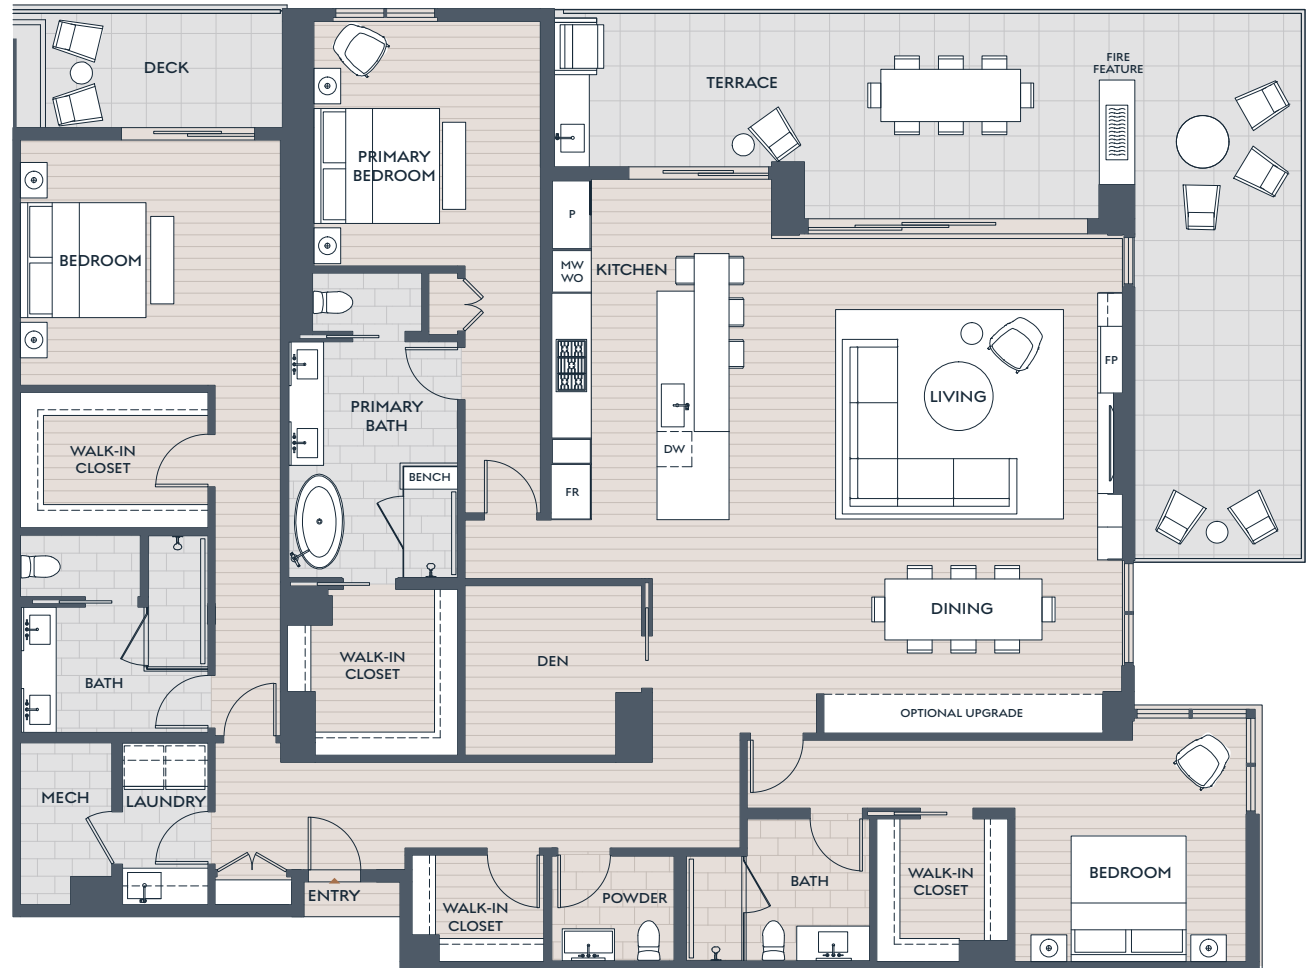 DECK
TERRACE
FIRE
FEATURE
PRIMARY
BEDROOM
BEDROOM
P
MW
WO
KITCHEN
FP
LIVING
PRIMARY
BATH
WALK-IN
CLOSET
DW
BENCH
FR
DINING
WALK-IN
CLOSET
DEN
BATH
OPTIONAL UPGRADE
MECH
LAUNDRY
ENTRY
WALK-IN
CLOSET
POWDER
BATH
WALK-IN
CLOSET
BEDROOM